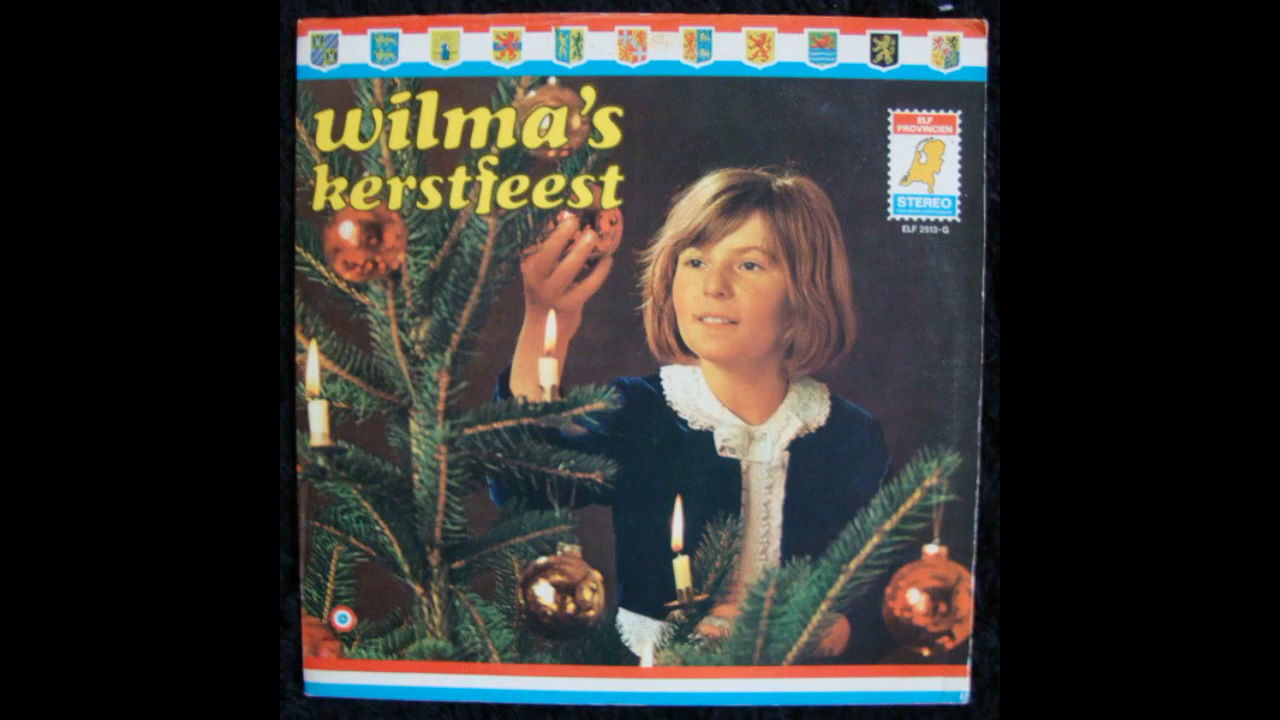 wilma's
kerstfeest
ELF
PROVINCIEN
STEREO
ELF 2513-G